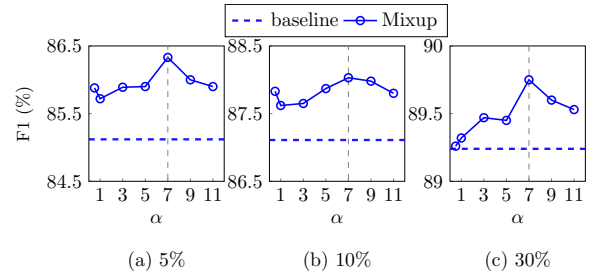 baseline Mixup
86.5 88.5 90
85.5 87.5 89.5
84.5 86.5 89
F1 (%)
1 3 5 7 9 11 1 3 5 7 9 11 1 3 5 7 9 11
α α α
(a) 5% (b) 10% (c) 30%